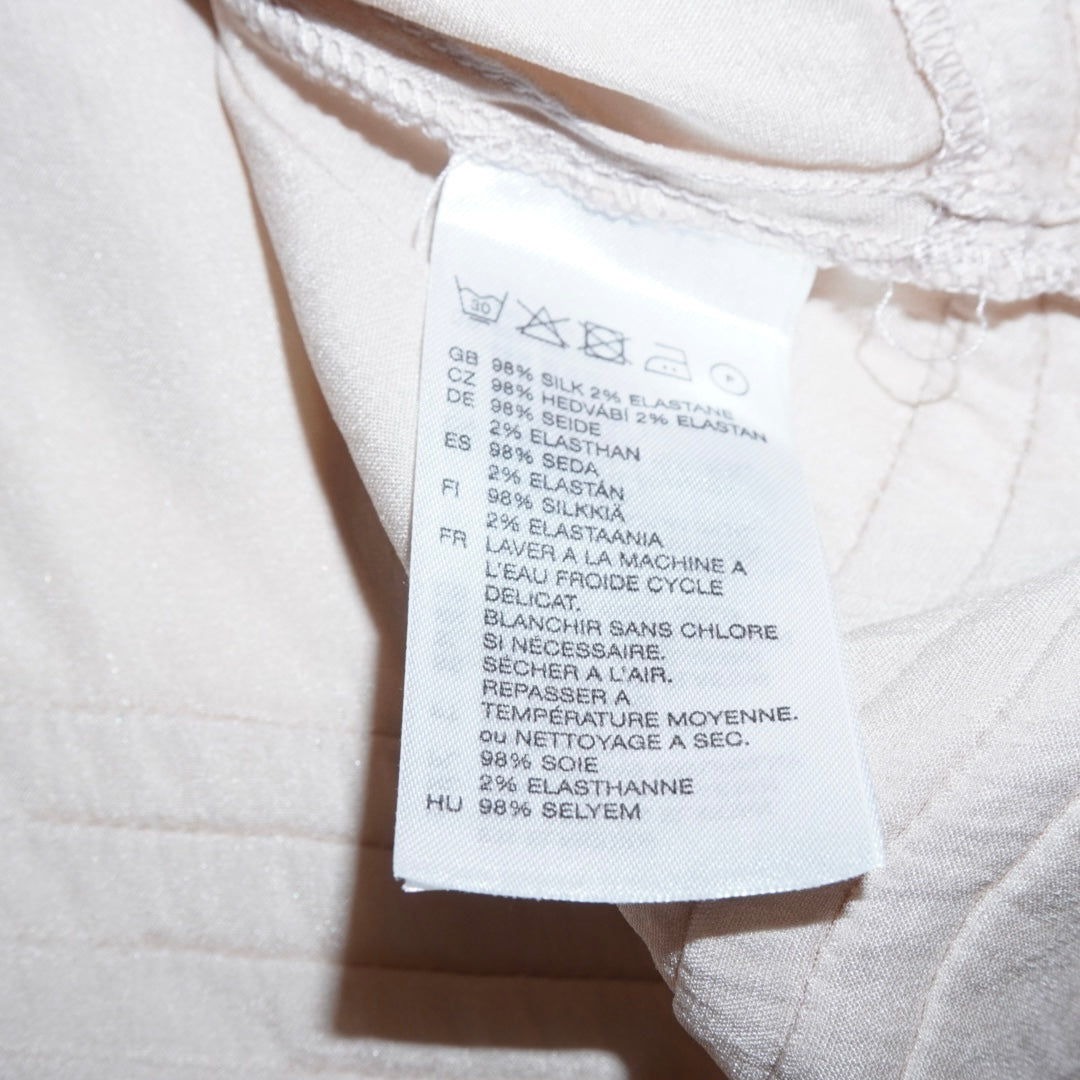 30
P
GB 98% SILK 2% ELASTANE
CZ 98% HEDVÁBÍ 2% ELASTAN
DE 98% SEIDE
2% ELASTHAN
ES 98% SEDA
2% ELASTÁN
FI 98% SILKKIÄ
2% ELASTAANIA
FR LAVER A LA MACHINE A
L'EAU FROIDE CYCLE
DELICAT.
BLANCHIR SANS CHLORE
SI NÉCESSAIRE.
SÉCHER A L'AIR.
REPASSER A
TEMPÉRATURE MOYENNE.
ou NETTOYAGE A SEC.
98% SOIE
2% ELASTHANNE
HU 98% SELYEM